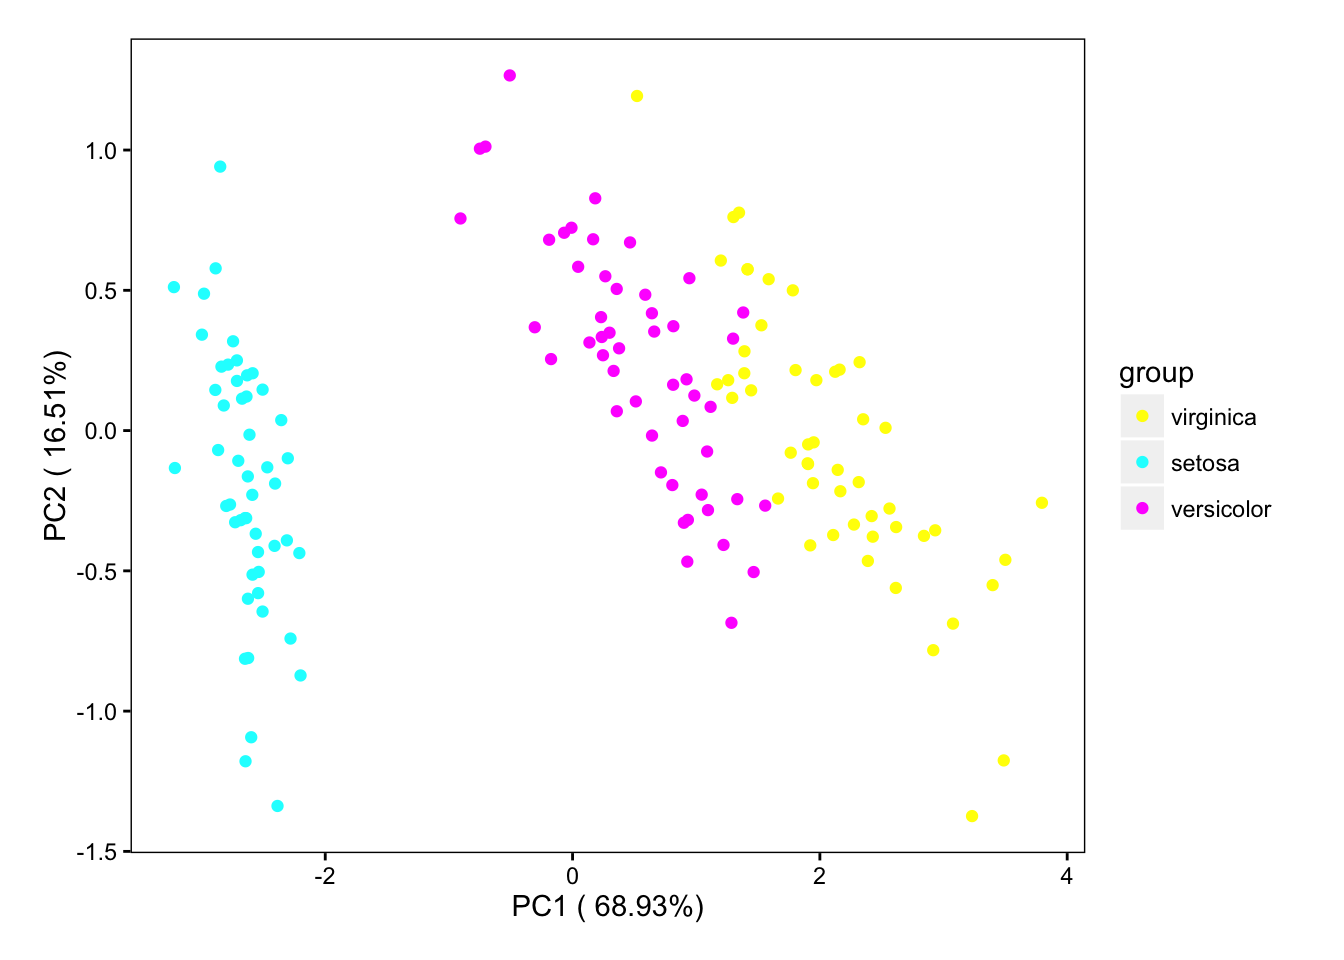 1.0
0.5
0.0
-0.5
-1.0
-1.5
PC2 ( 16.51%)
-2 0 2 4
PC1 ( 68.93%)
group
virginica
setosa
versicolor